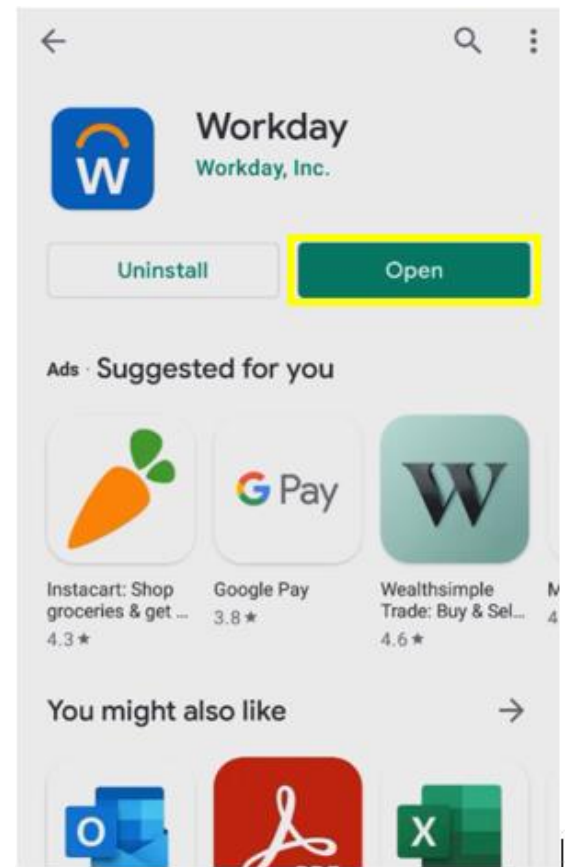 Workday
Workday, Inc.
W
Uninstall
Open
Ads · Suggested for you
G Pay
W
Instacart: Shop
groceries & get ...
4.3 ★
Google Pay
3.8 ★
Wealthsimple
Trade: Buy & Sel...
4.6 ★
M
4
You might also like
→
O
X